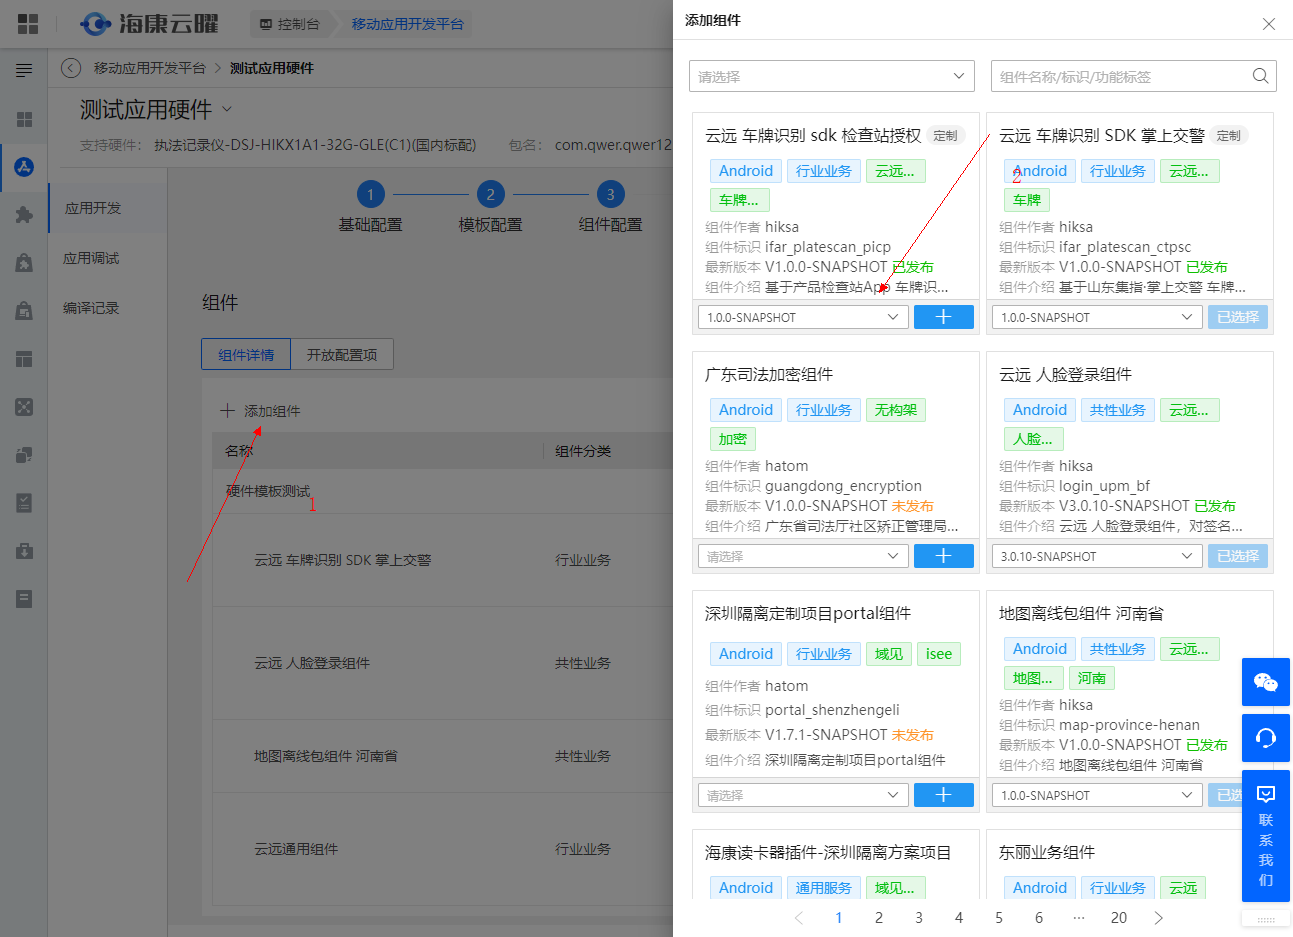 海康云曜
控制台
移动应用开发平台
移动应用开发平台 > 测试应用硬件
测试应用硬件
支持硬件: 执法记录仪-DSJ-HIKX1A1-32G-GLE(C1)(国内标配)
包名: com.qwer.qwer12
应用开发
应用调试
编译记录
1
2
3
基础配置
模板配置
组件配置
组件
组件详情
开放配置项
添加组件
名称
组件分类
硬件模板测试
1
云远 车牌识别 SDK 掌上交警
行业业务
云远 人脸登录组件
共性业务
地图离线包组件 河南省
共性业务
云远通用组件
行业业务
添加组件
请选择
组件名称/标识/功能标签
云远 车牌识别 sdk 检查站授权 定制
Android 行业业务 云远...
车牌...
组件作者 hiksa
组件标识 ifar_platescan_picp
最新版本 V1.0.0-SNAPSHOT 已发布
组件介绍 基于产品检查站App 车牌识...
1.0.0-SNAPSHOT
云远 车牌识别 SDK 掌上交警 定制
Android 行业业务 云远...
2
车牌
组件作者 hiksa
组件标识 ifar_platescan_ctpsc
最新版本 V1.0.0-SNAPSHOT 已发布
组件介绍 基于山东集指·掌上交警 车牌...
1.0.0-SNAPSHOT
已选择
广东司法加密组件
Android 行业业务 无构架
加密
组件作者 hatom
组件标识 guangdong_encryption
最新版本 V1.0.0-SNAPSHOT 未发布
组件介绍 广东省司法厅社区矫正管理局...
请选择
云远 人脸登录组件
Android 共性业务 云远...
人脸...
组件作者 hiksa
组件标识 login_upm_bf
最新版本 V3.0.10-SNAPSHOT 已发布
组件介绍 云远 人脸登录组件，对签名...
3.0.10-SNAPSHOT
已选择
深圳隔离定制项目portal组件
Android 行业业务 域见 isee
组件作者 hatom
组件标识 portal_shenzhengeli
最新版本 V1.7.1-SNAPSHOT 未发布
组件介绍 深圳隔离定制项目portal组件
请选择
地图离线包组件 河南省
Android 共性业务 云远...
地图... 河南
组件作者 hiksa
组件标识 map-province-henan
最新版本 V1.0.0-SNAPSHOT 已发布
组件介绍 地图离线包组件 河南省
1.0.0-SNAPSHOT
已选
海康读卡器插件-深圳隔离方案项目
Android 通用服务 域见...
东丽业务组件
Android 行业业务 云远
联
系
我
们
1 2 3 4 5 6 ··· 20